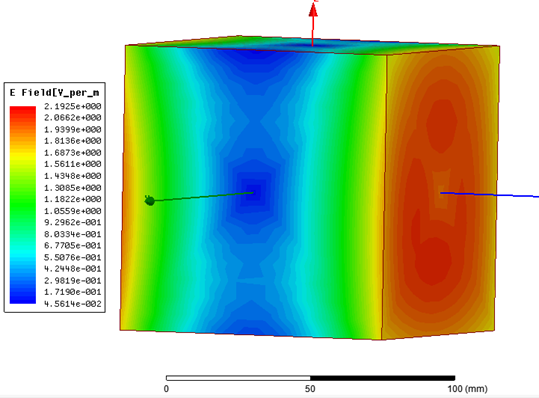 E Field[V_per_m
2.1925e+000
2.0662e+000
1.9399e+000
1.8136e+000
1.6873e+000
1.5611e+000
1.4348e+000
1.3085e+000
1.1822e+000
1.0559e+000
9.2962e-001
8.0334e-001
6.7705e-001
5.5076e-001
4.2448e-001
2.9819e-001
1.7190e-001
4.5614e-002
0 50 100 (mm)